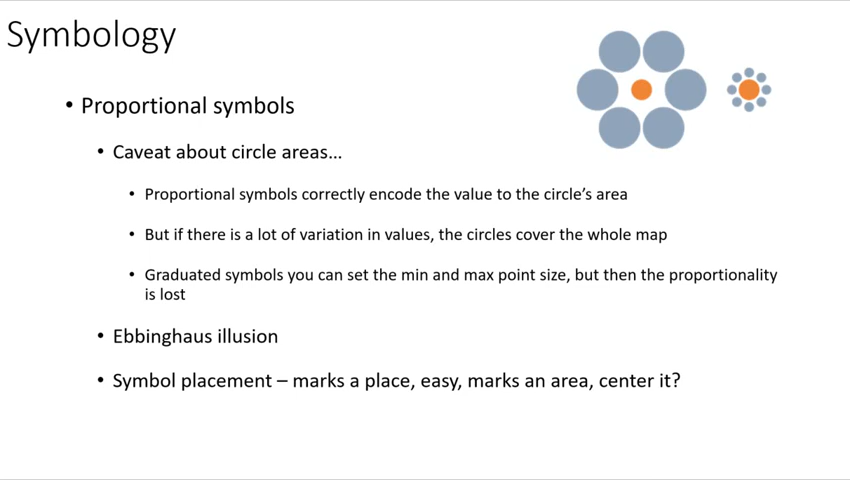 Symbology
• Proportional symbols
• Caveat about circle areas…
• Proportional symbols correctly encode the value to the circle’s area
• But if there is a lot of variation in values, the circles cover the whole map
• Graduated symbols you can set the min and max point size, but then the proportionality
is lost
• Ebbinghaus illusion
• Symbol placement – marks a place, easy, marks an area, center it?